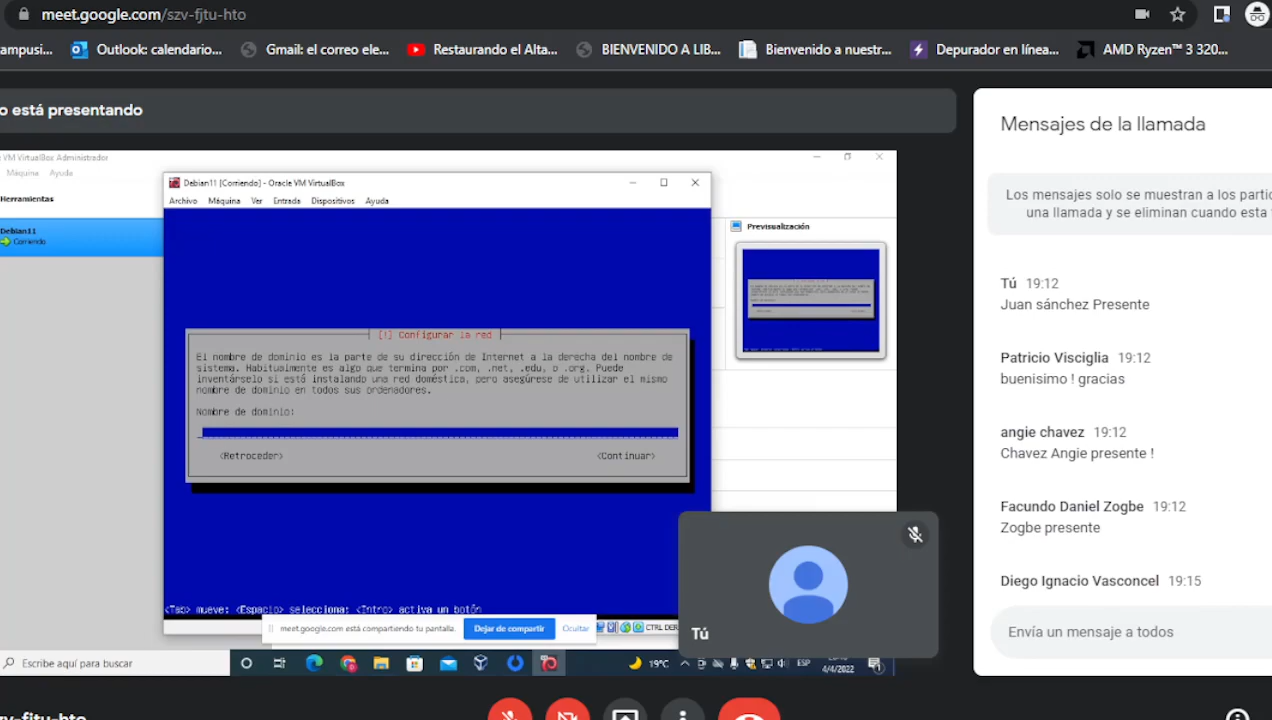 meet.google.com/szv-fjtu-hto
ampusi...
Outlook: calendario...
Gmail: el correo ele...
Restaurando el Alta...
BIENVENIDO A LIB...
Bienvenido a nuestr...
Depurador en línea...
AMD Ryzen™ 3 320...
o está presentando
VM VirtualBox Administrador
Máquina Ayuda
Herramientas
Debian11
Corriendo
Debian11 [Corriendo] - Oracle VM VirtualBox
Archivo Máquina Ver Entrada Dispositivos Ayuda
Previsualización
[!] Configurar la red
El nombre de dominio es la parte de su dirección de Internet a la derecha del nombre de
sistema. Habitualmente es algo que termina por .com, .net, .edu, o .org. Puede
inventárselo si está instalando una red doméstica, pero asegúrese de utilizar el mismo
nombre de dominio en todos sus ordenadores.
Nombre de dominio:
<Retroceder>
<Continuar>
<Tab> mueve; <Espacio> selecciona; <Intro> activa un botón
meet.google.com está compartiendo tu pantalla.
Dejar de compartir
Ocultar
CTRL DER
Tú
Escribe aquí para buscar
19°C
ESP
4/4/2022
Mensajes de la llamada
Los mensajes solo se muestran a los partic
una llamada y se eliminan cuando esta
Tú 19:12
Juan sánchez Presente
Patricio Visciglia 19:12
buenisimo ! gracias
angie chavez 19:12
Chavez Angie presente !
Facundo Daniel Zogbe 19:12
Zogbe presente
Diego Ignacio Vasconcel 19:15
Envía un mensaje a todos
zv-fjtu-hto